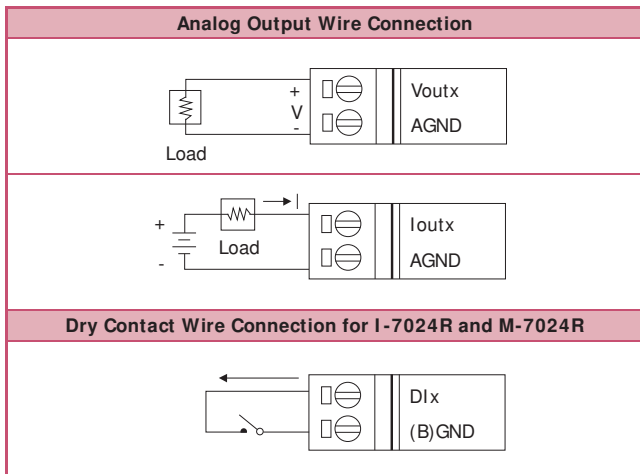 Analog Output Wire Connection
+
V
-
Voutx
AGND
Load
+
-
Load
I
Ioutx
AGND
Dry Contact Wire Connection for I-7024R and M-7024R
DIx
(B)GND